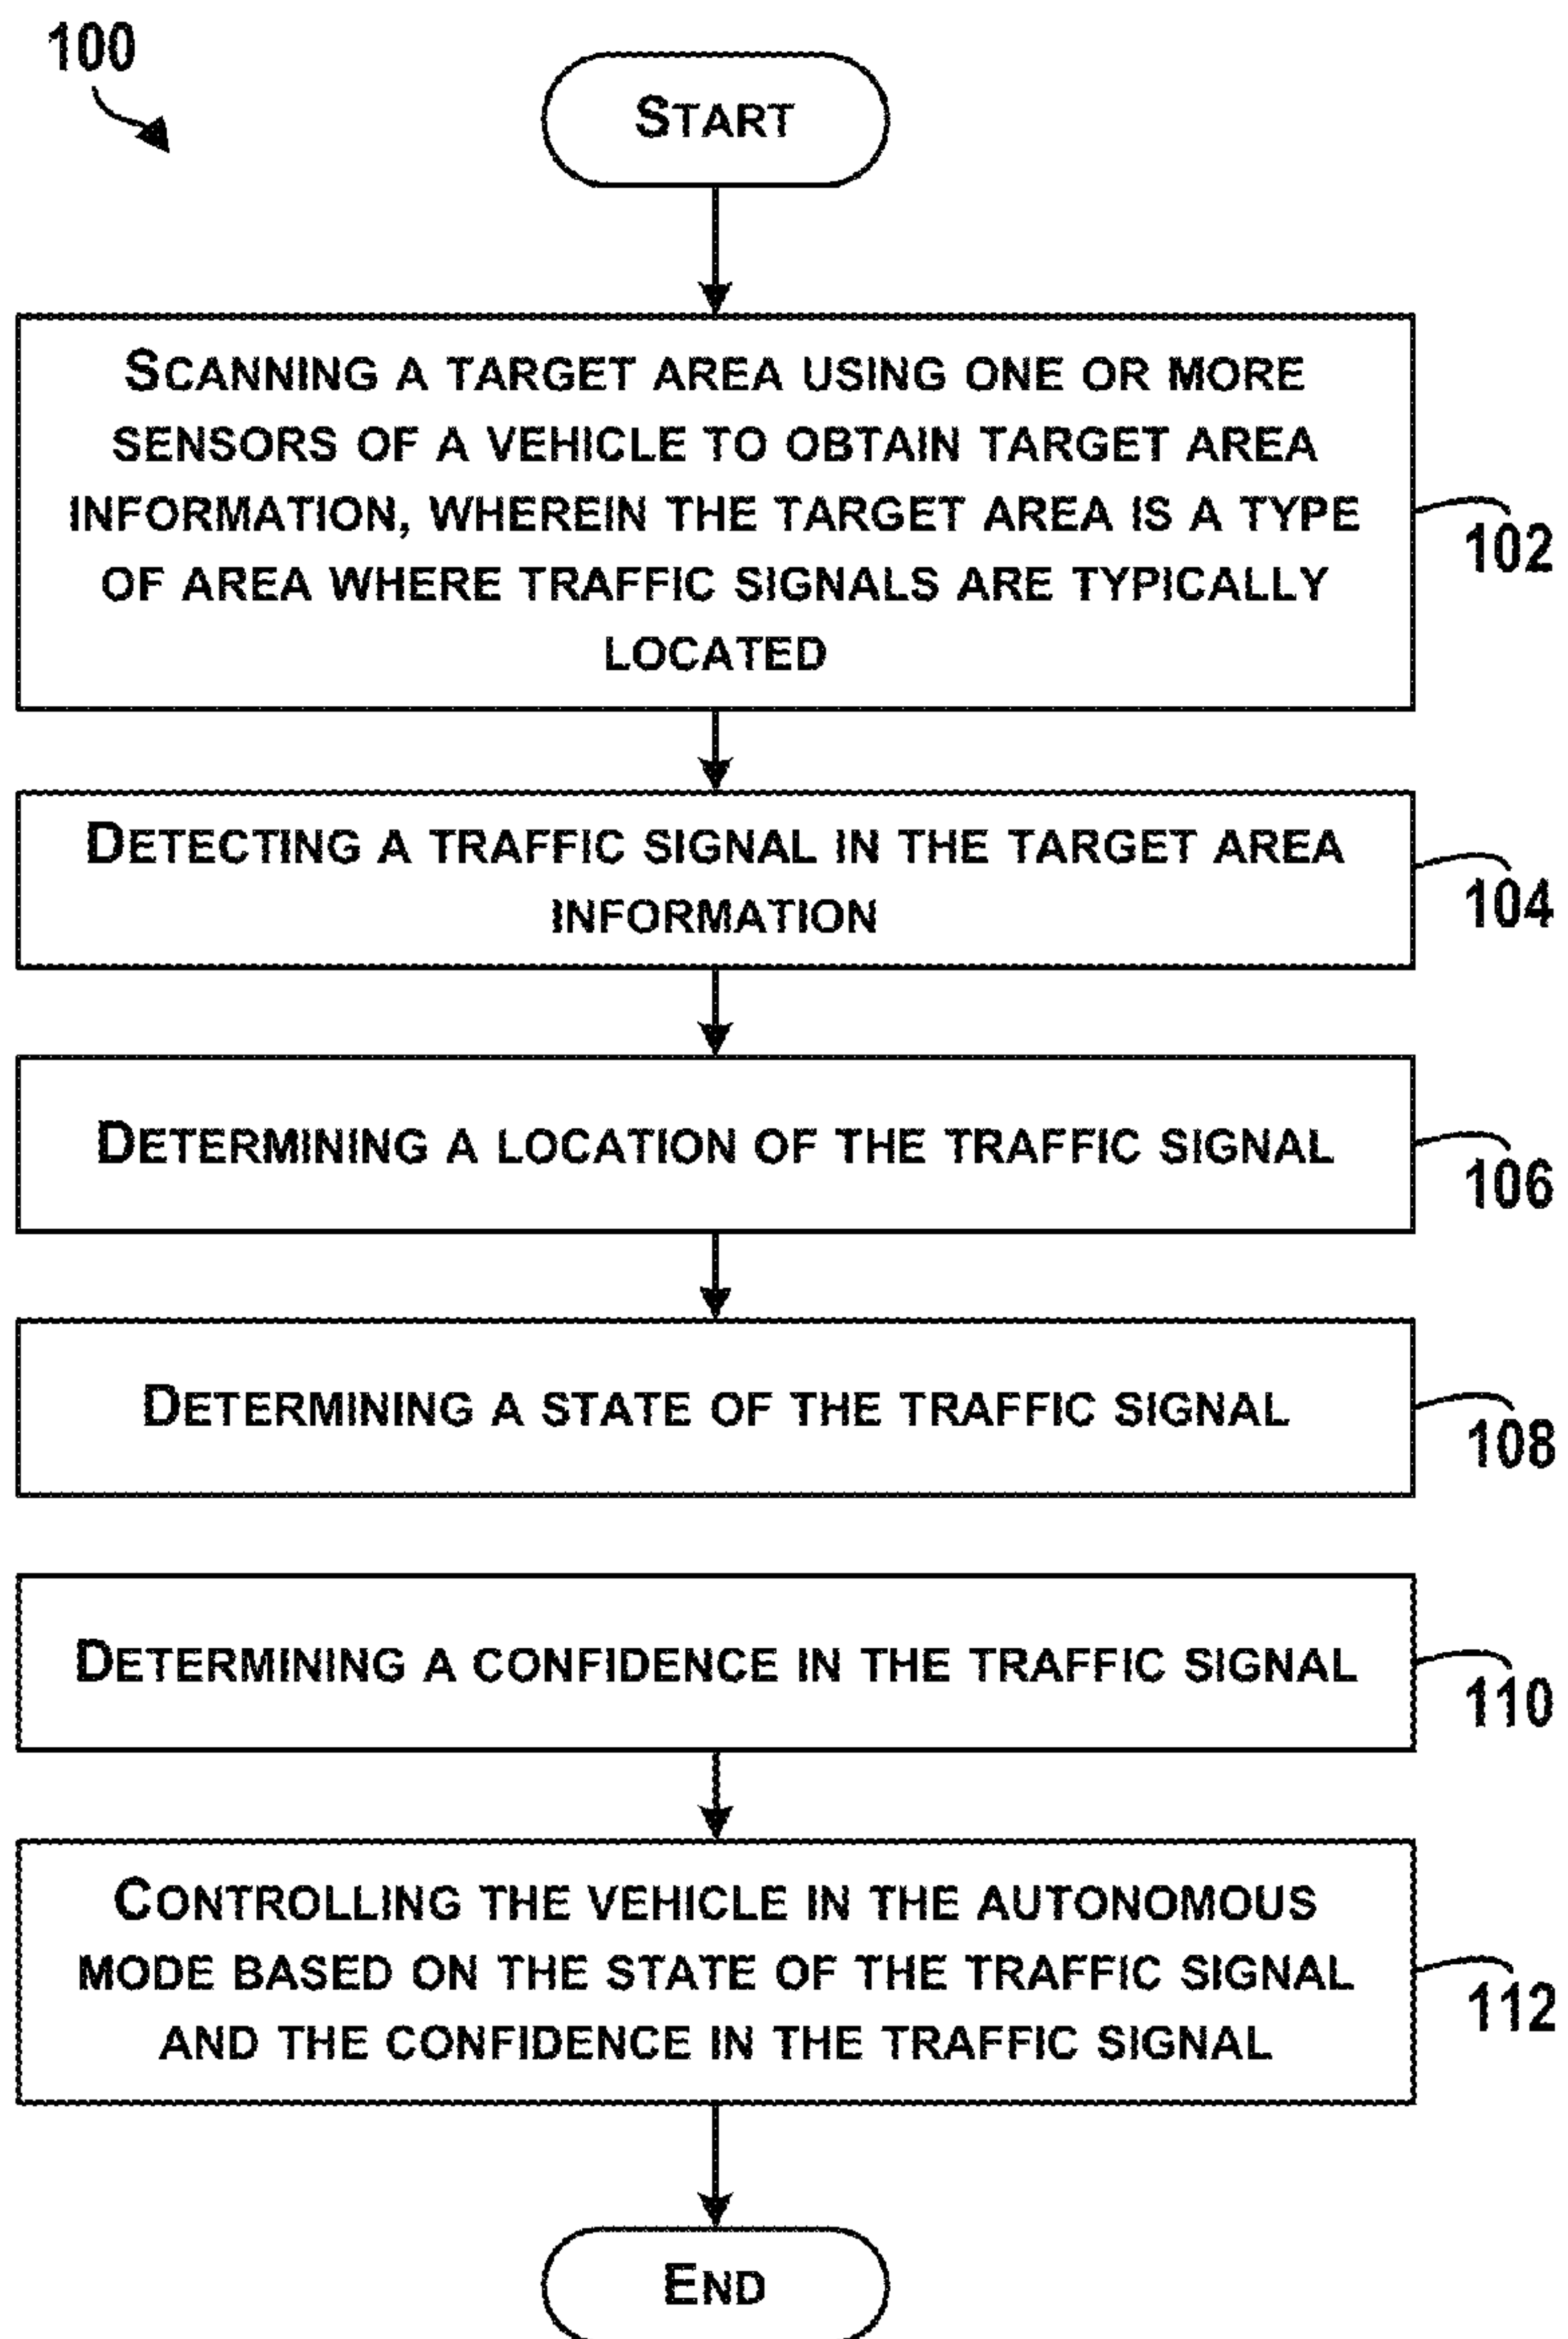 100
START
SCANNING A TARGET AREA USING ONE OR MORE
SENSORS OF A VEHICLE TO OBTAIN TARGET AREA
INFORMATION, WHEREIN THE TARGET AREA IS A TYPE
OF AREA WHERE TRAFFIC SIGNALS ARE TYPICALLY
LOCATED
102
DETECTING A TRAFFIC SIGNAL IN THE TARGET AREA
INFORMATION
104
DETERMINING A LOCATION OF THE TRAFFIC SIGNAL
106
DETERMINING A STATE OF THE TRAFFIC SIGNAL
108
DETERMINING A CONFIDENCE IN THE TRAFFIC SIGNAL
110
CONTROLLING THE VEHICLE IN THE AUTONOMOUS
MODE BASED ON THE STATE OF THE TRAFFIC SIGNAL
AND THE CONFIDENCE IN THE TRAFFIC SIGNAL
112
END